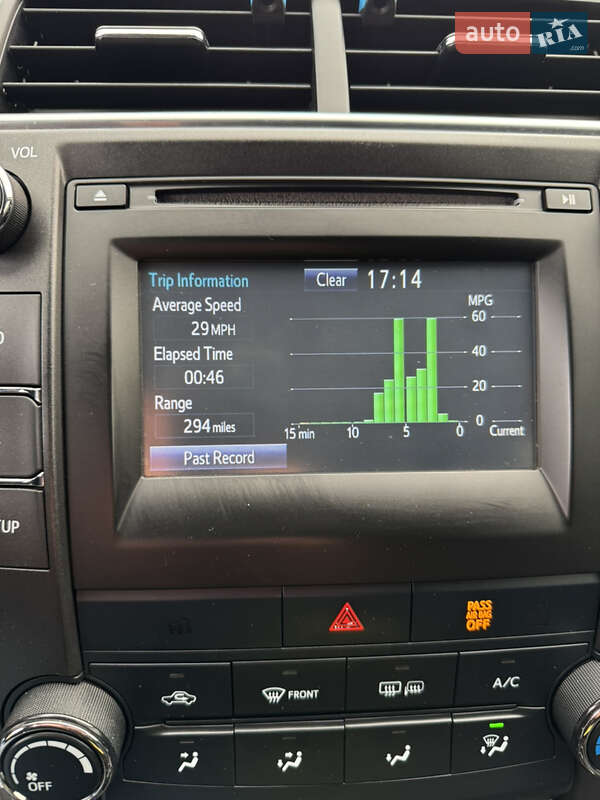 auto RIA.com
VOL
Trip Information
Clear
17:14
Average Speed
29 MPH
Elapsed Time
00:46
Range
294 miles
Past Record
MPG
60
40
20
0
15 min 10 5 0 Current
UP
PASS
AIR BAG
OFF
FRONT
A/C
OFF